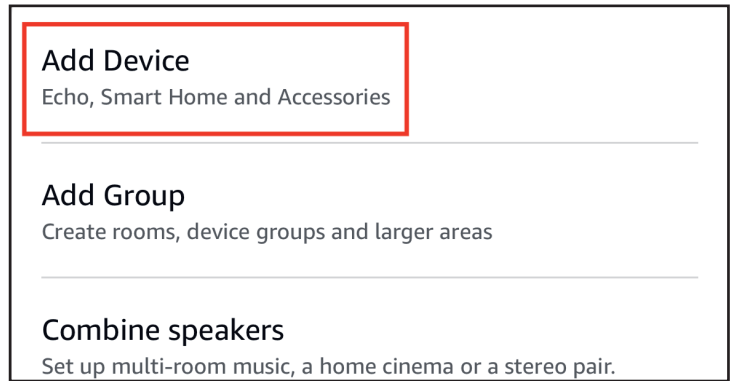 Add Device
Echo, Smart Home and Accessories
Add Group
Create rooms, device groups and larger areas
Combine speakers
Set up multi-room music, a home cinema or a stereo pair.